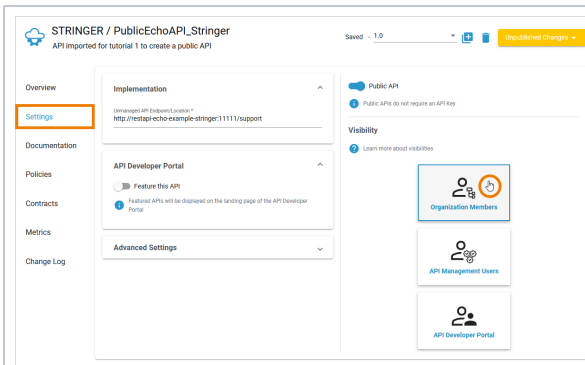 STRINGER / PublicEchoAPI_Stringer
API imported for tutorial 1 to create a public API
Saved - 1.0
Unpublished Changes
Overview
Settings
Documentation
Policies
Contracts
Metrics
Change Log
Implementation
Unmanaged API Endpoint/Location *
http://restapi-echo-example-stringer:11111/support
API Developer Portal
Feature this API
Featured APIs will be displayed on the landing page of the API Developer
Portal
Advanced Settings
Public API
Public APIs do not require an API Key
Visibility
Learn more about visibilities
Organization Members
API Management Users
API Developer Portal